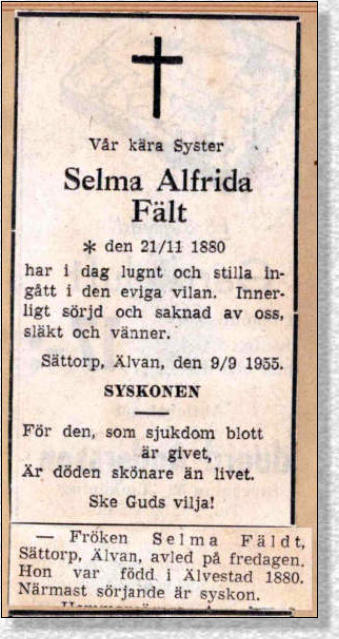 Vår kära Syster
Selma Alfrida
Fält
* den 21/11 1880
har i dag lugnt och stilla in-
gått i den eviga vilan. Inner-
ligt sörjd och saknad av oss,
släkt och vänner.
Sättorp, Älvan, den 9/9 1955.
SYSKONEN
För den, som sjukdom blott
är givet,
Är döden skönare än livet.
Ske Guds vilja!
— Fröken Selma Fäldt,
Sättorp, Älvan, avled på fredagen.
Hon var född i Älvestad 1880.
Närmast sörjande är syskon.